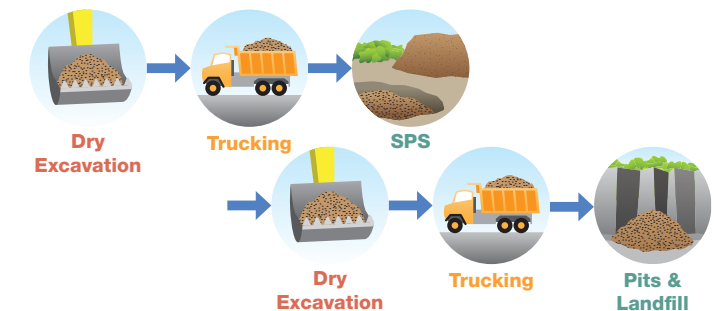 Dry
Excavation
Trucking
SPS
Dry
Excavation
Trucking
Pits &
Landfill